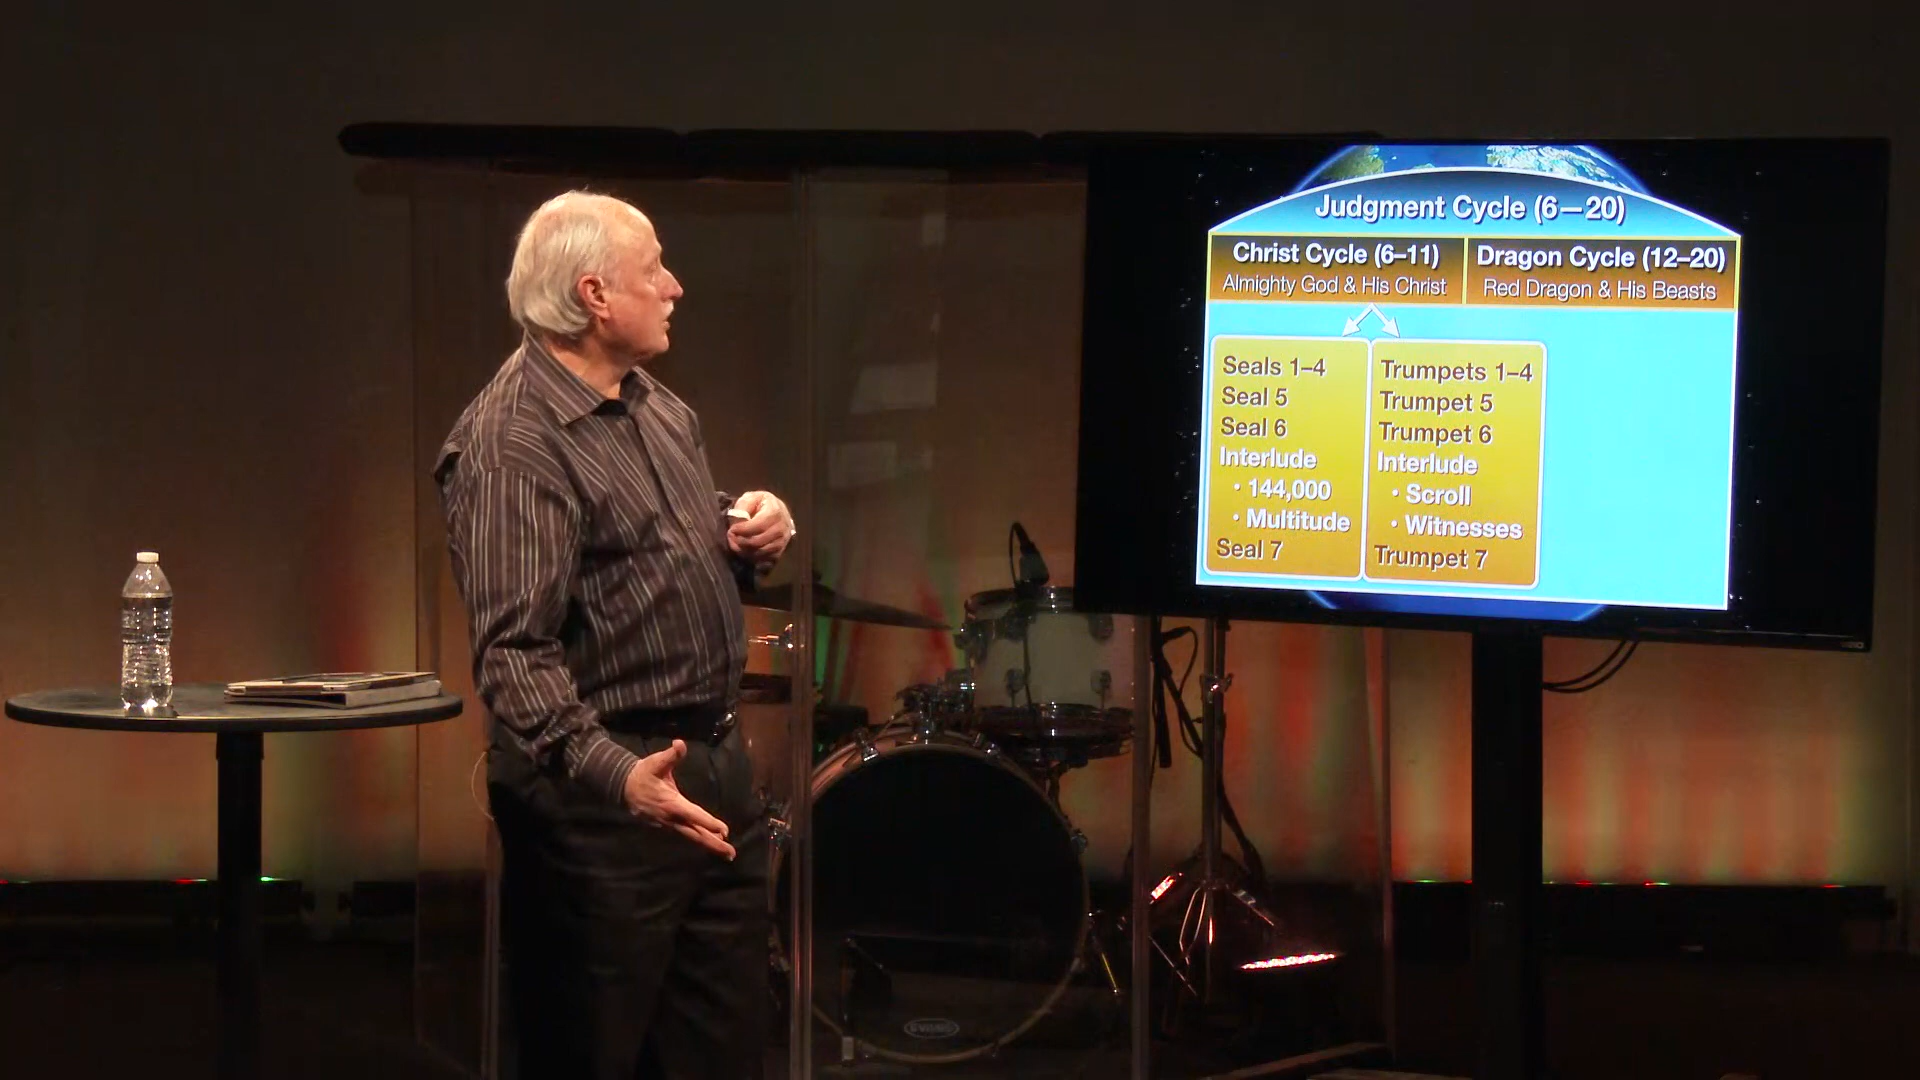 Judgment Cycle (6—20)
Christ Cycle (6–11)
Almighty God & His Christ
Dragon Cycle (12–20)
Red Dragon & His Beasts
Seals 1–4
Seal 5
Seal 6
Interlude
• 144,000
• Multitude
Seal 7
Trumpets 1–4
Trumpet 5
Trumpet 6
Interlude
• Scroll
• Witnesses
Trumpet 7
EVANS